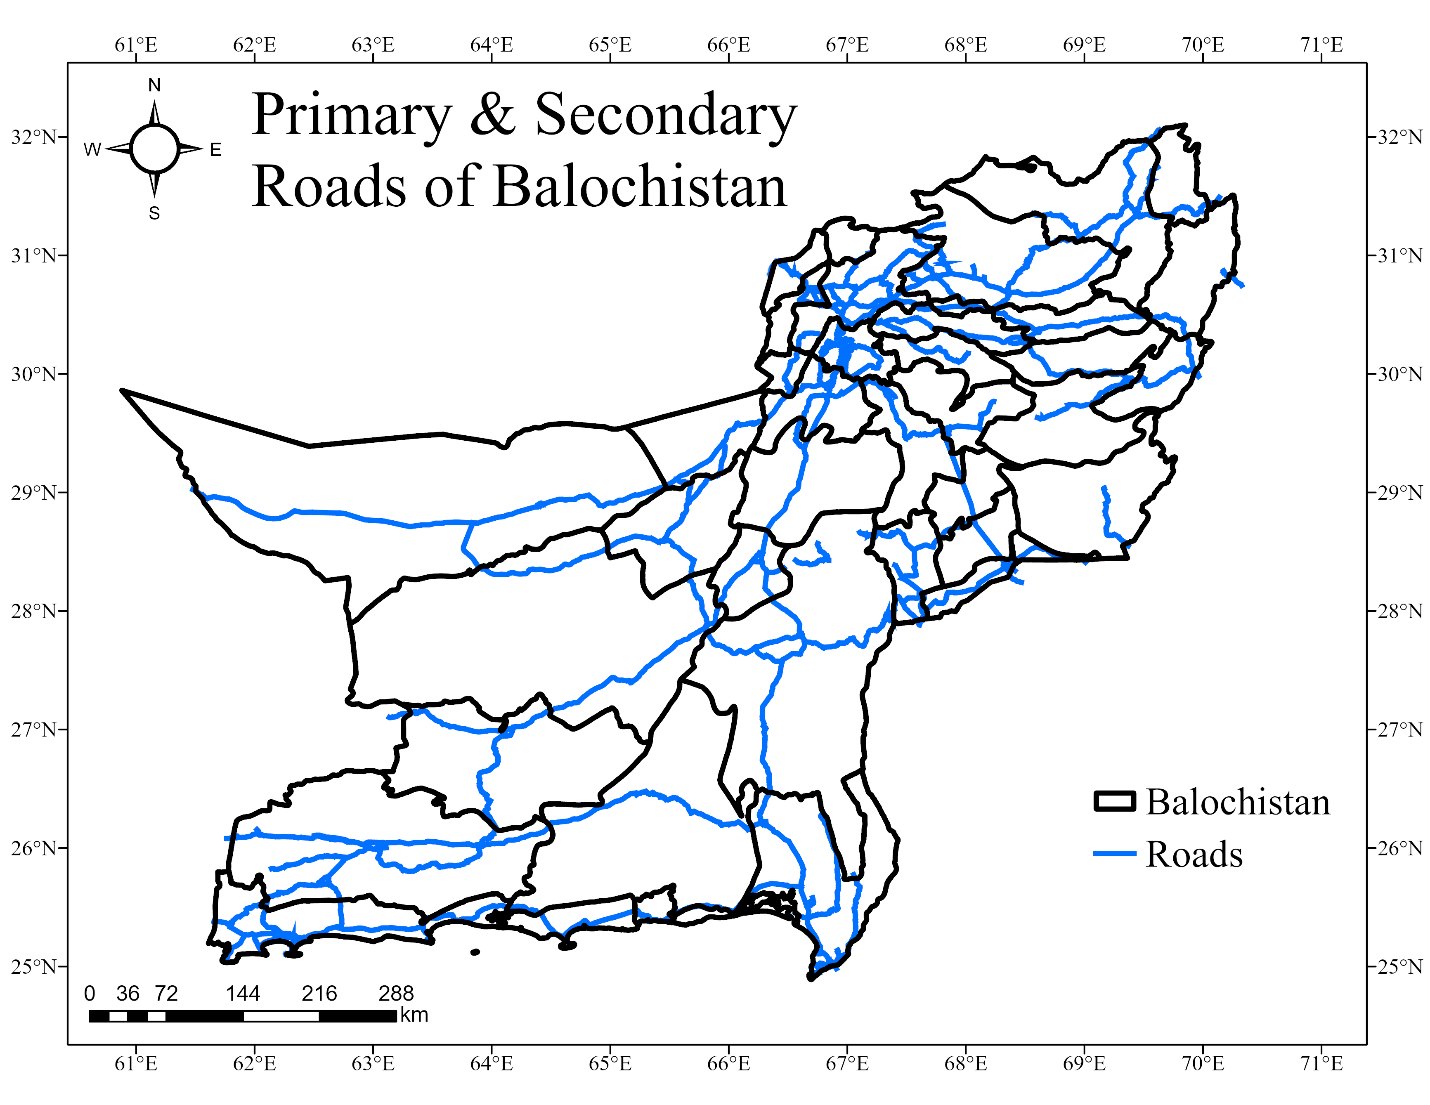 61°E 62°E 63°E 64°E 65°E 66°E 67°E 68°E 69°E 70°E 71°E
N
W E
S
Primary & Secondary
Roads of Balochistan
32°N 32°N
31°N 31°N
30°N 30°N
29°N 29°N
28°N 28°N
27°N 27°N
Balochistan
26°N Roads 26°N
25°N 25°N
0 36 72 144 216 288
km
61°E 62°E 63°E 64°E 65°E 66°E 67°E 68°E 69°E 70°E 71°E